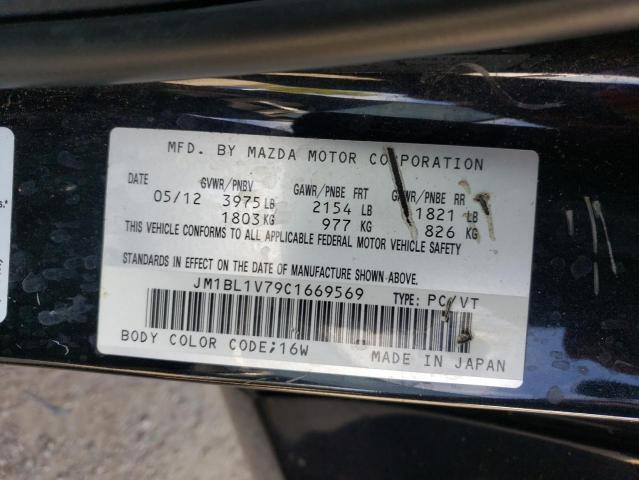 MFD. BY MAZDA MOTOR CORPORATION
DATE GVWR/PNBV GAWR/PNBE FRT GAWR/PNBE RR
05/12 3975 LB 2154 LB 1821 LB
1803 KG 977 KG 826 KG
THIS VEHICLE CONFORMS TO ALL APPLICABLE FEDERAL MOTOR VEHICLE SAFETY
STANDARDS IN EFFECT ON THE DATE OF MANUFACTURE SHOWN ABOVE.
JM1BL1V79C1669569 TYPE: PC/VT
BODY COLOR CODE;16W MADE IN JAPAN
s.*